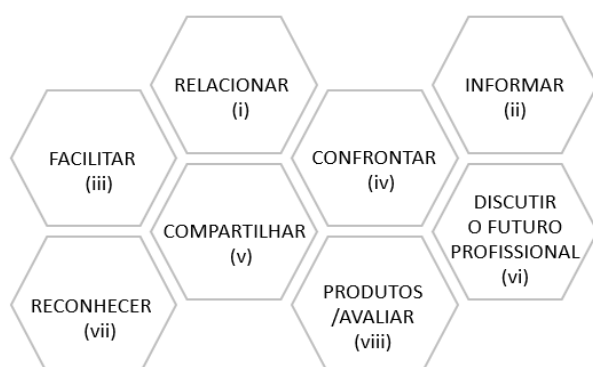 RELACIONAR
(i)
INFORMAR
(ii)
FACILITAR
(iii)
CONFRONTAR
(iv)
COMPARTILHAR
(v)
DISCUTIR
O FUTURO
PROFISSIONAL
(vi)
RECONHECER
(vii)
PRODUTOS
/AVALIAR
(viii)